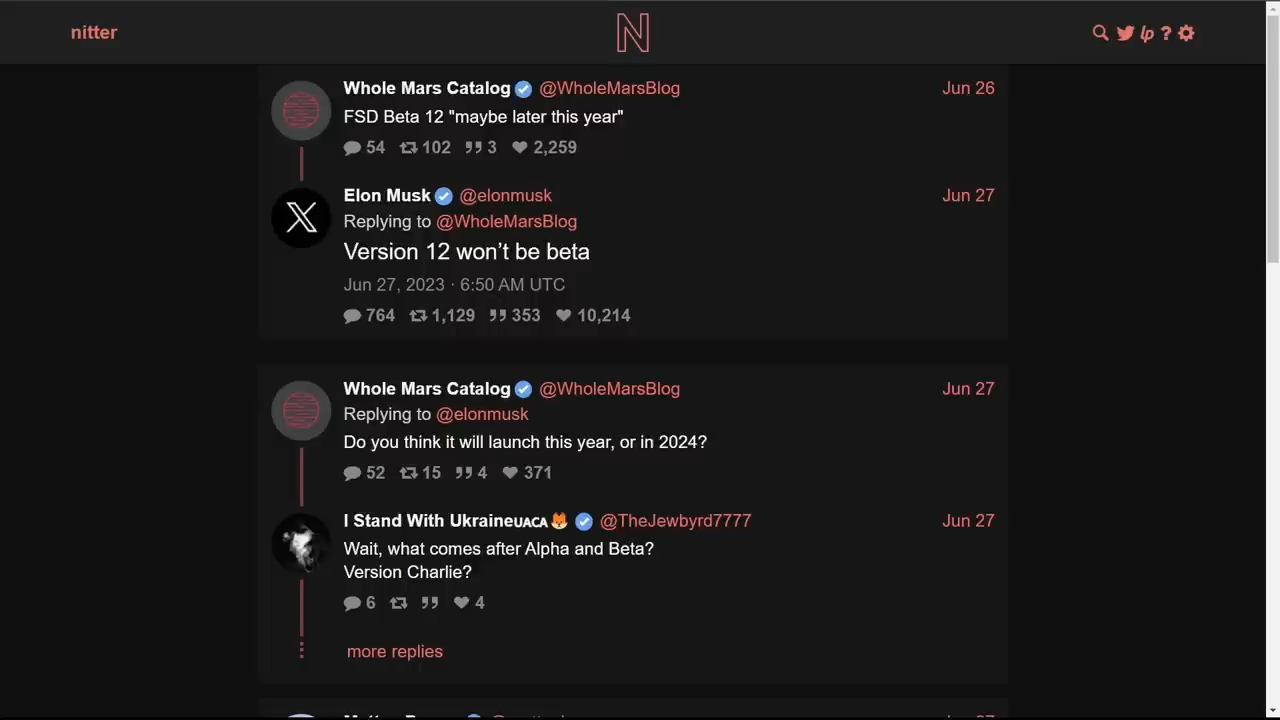 nitter
N
lp ?
Whole Mars Catalog @WholeMarsBlog Jun 26
FSD Beta 12 "maybe later this year"
54 102 3 2,259
Elon Musk @elonmusk Jun 27
Replying to @WholeMarsBlog
Version 12 won’t be beta
Jun 27, 2023 · 6:50 AM UTC
764 1,129 353 10,214
Whole Mars Catalog @WholeMarsBlog Jun 27
Replying to @elonmusk
Do you think it will launch this year, or in 2024?
52 15 4 371
I Stand With Ukraineᴜᴀᴄᴀ🦊 @TheJewbyrd7777 Jun 27
Wait, what comes after Alpha and Beta?
Version Charlie?
6 4
more replies